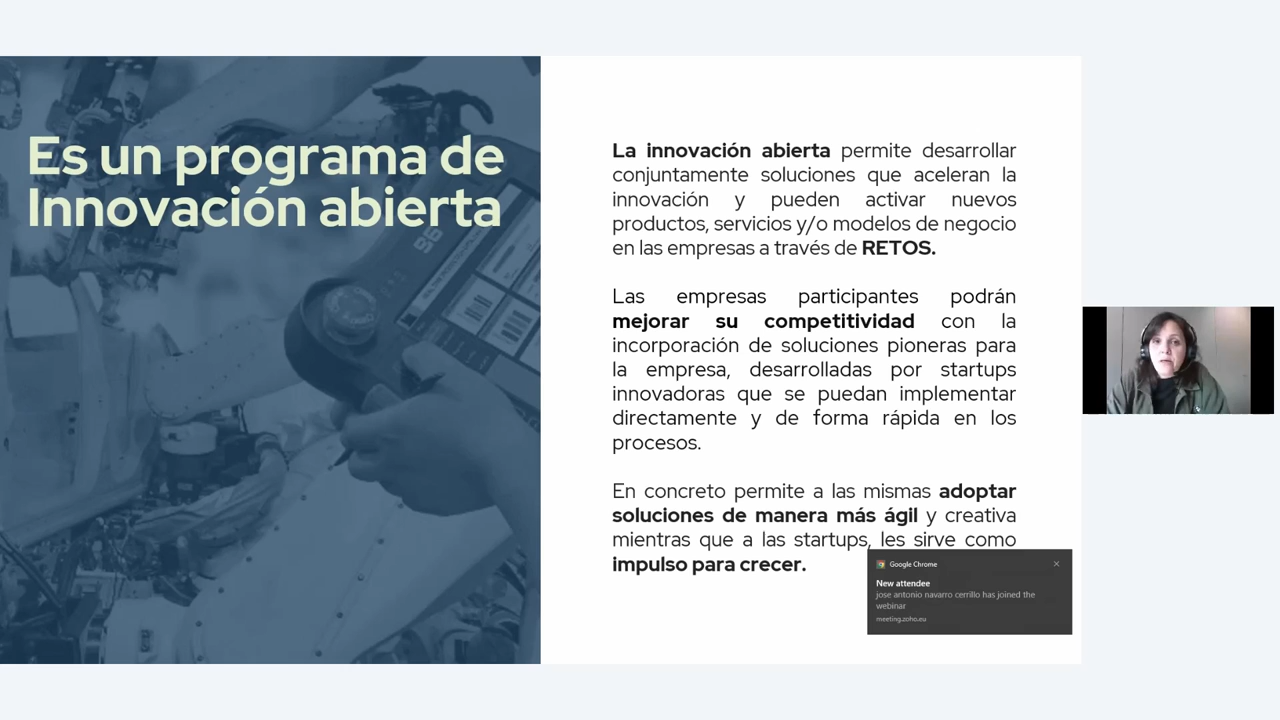 Es un programa de
Innovación abierta
La innovación abierta permite desarrollar
conjuntamente soluciones que aceleran la
innovación y pueden activar nuevos
productos, servicios y/o modelos de negocio
en las empresas a través de RETOS.
Las empresas participantes podrán
mejorar su competitividad con la
incorporación de soluciones pioneras para
la empresa, desarrolladas por startups
innovadoras que se puedan implementar
directamente y de forma rápida en los
procesos.
En concreto permite a las mismas adoptar
soluciones de manera más ágil y creativa
mientras que a las startups, les sirve como
impulso para crecer.
Google Chrome
New attendee
jose antonio navarro cerrillo has joined the
webinar
meeting.zoho.eu